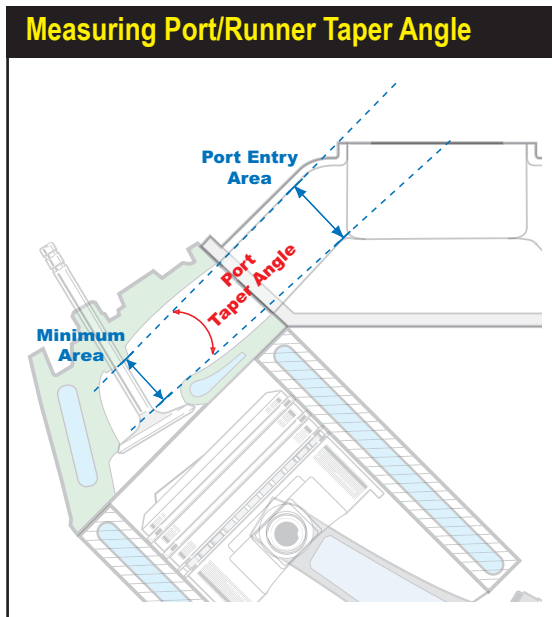 Measuring Port/Runner Taper Angle
Port Entry
Area
Port
Taper Angle
Minimum
Area